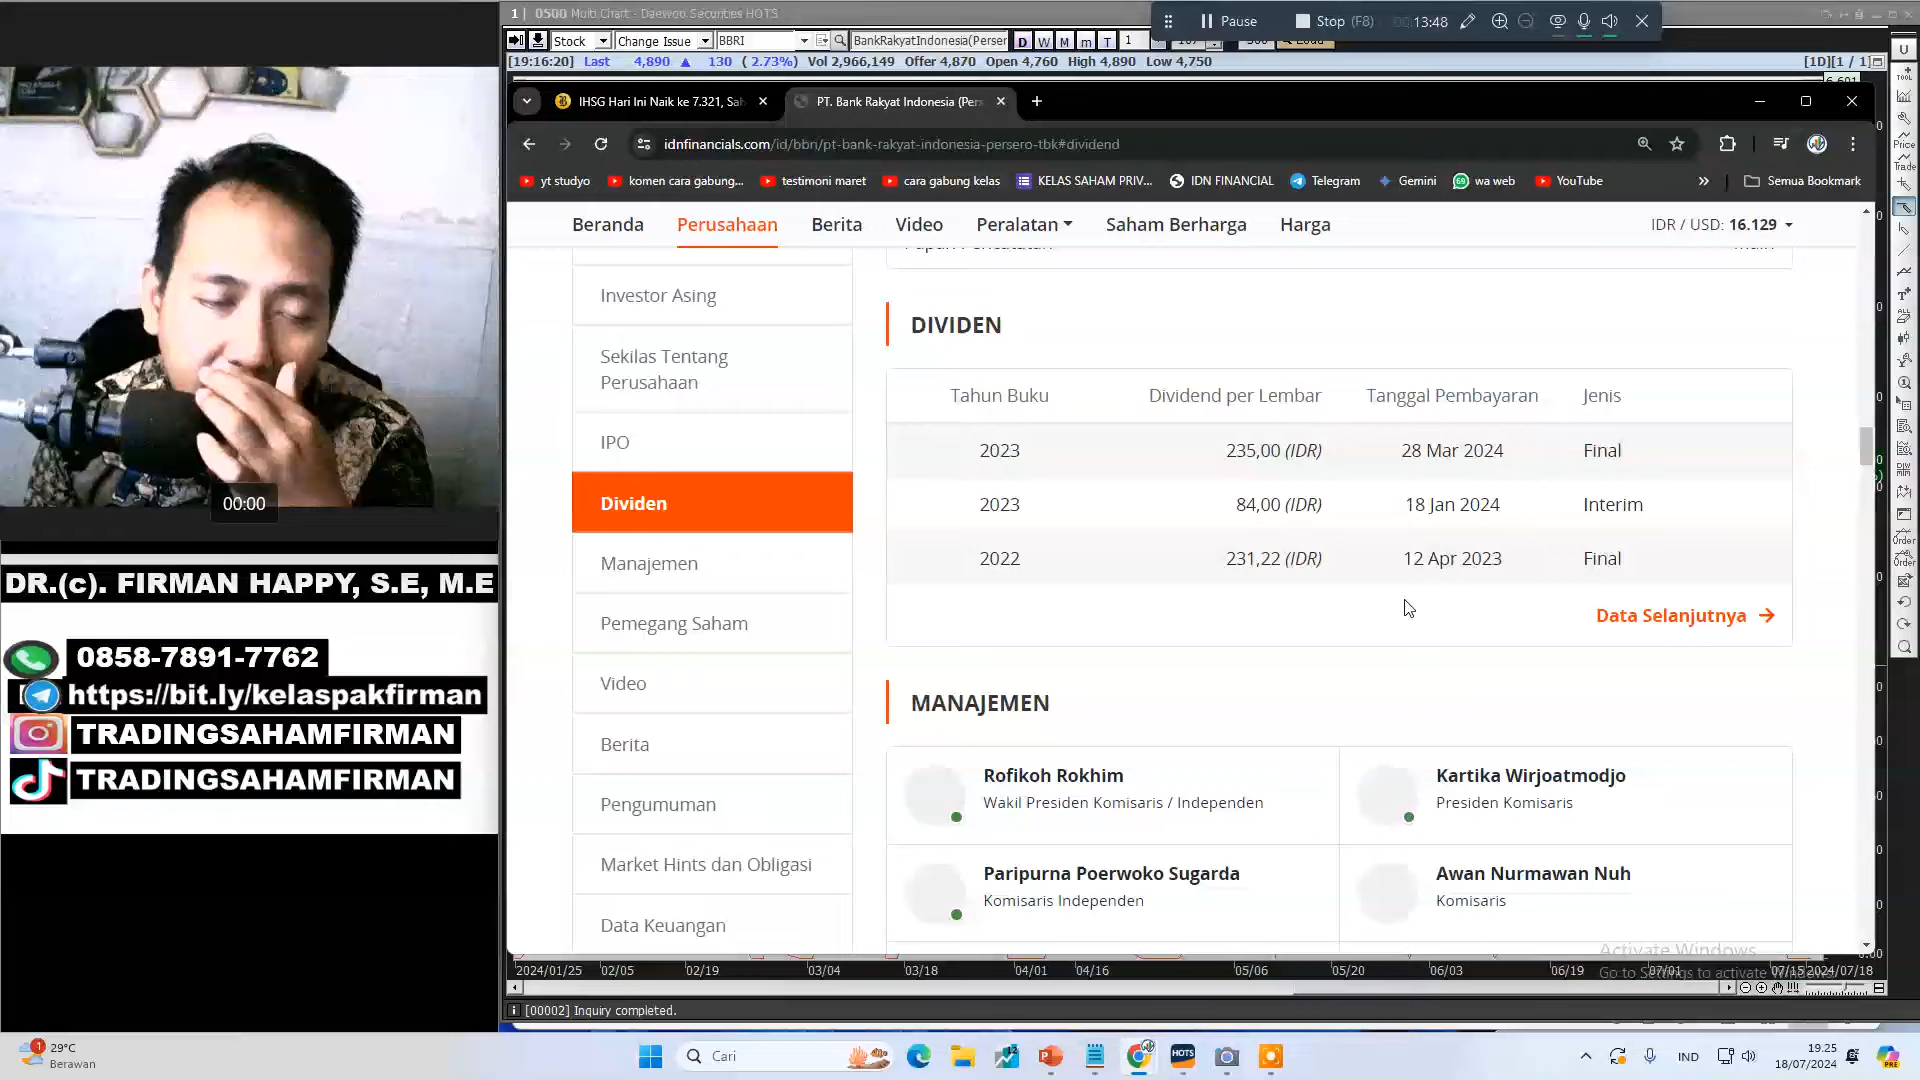 1 | 0500 Multi Chart - Daewoo Securities HOTS
Pause
Stop (F8)
00:13:48
Stock
Change Issue
BBRI
BankRakyatIndonesia(Perser
D W M m T 1
[19:16:20] Last 4,890 ▲ 130 ( 2.73%) Vol 2,966,149 Offer 4,870 Open 4,760 High 4,890 Low 4,750
[1D][1 / 1]
IHSG Hari Ini Naik ke 7.321, Sah
PT. Bank Rakyat Indonesia (Pers
idnfinancials.com/id/bbri/pt-bank-rakyat-indonesia-persero-tbk#dividend
yt studyo
komen cara gabung...
testimoni maret
cara gabung kelas
KELAS SAHAM PRIV...
IDN FINANCIAL
Telegram
Gemini
wa web
YouTube
»
Semua Bookmark
Beranda
Perusahaan
Berita
Video
Peralatan
Saham Berharga
Harga
IDR / USD: 16.129
Investor Asing
Sekilas Tentang
Perusahaan
IPO
Dividen
Manajemen
Pemegang Saham
Video
Berita
Pengumuman
Market Hints dan Obligasi
Data Keuangan
DIVIDEN
Tahun Buku Dividend per Lembar Tanggal Pembayaran Jenis
2023 235,00 (IDR) 28 Mar 2024 Final
2023 84,00 (IDR) 18 Jan 2024 Interim
2022 231,22 (IDR) 12 Apr 2023 Final
Data Selanjutnya →
MANAJEMEN
Rofikoh Rokhim
Wakil Presiden Komisaris / Independen
Kartika Wirjoatmodjo
Presiden Komisaris
Paripurna Poerwoko Sugarda
Komisaris Independen
Awan Nurmawan Nuh
Komisaris
Activate Windows
Go to Settings to activate Windows.
2024/01/25 02/05 02/19 03/04 03/18 04/01 04/16 05/06 05/20 06/03 06/19 07/01 07/15 2024/07/18
[00002] Inquiry completed.
00:00
DR.(c). FIRMAN HAPPY, S.E, M.E
0858-7891-7762
https://bit.ly/kelaspakfirman
TRADINGSAHAMFIRMAN
TRADINGSAHAMFIRMAN
29°C
Berawan
Cari
HOTS
IND
19.25
18/07/2024